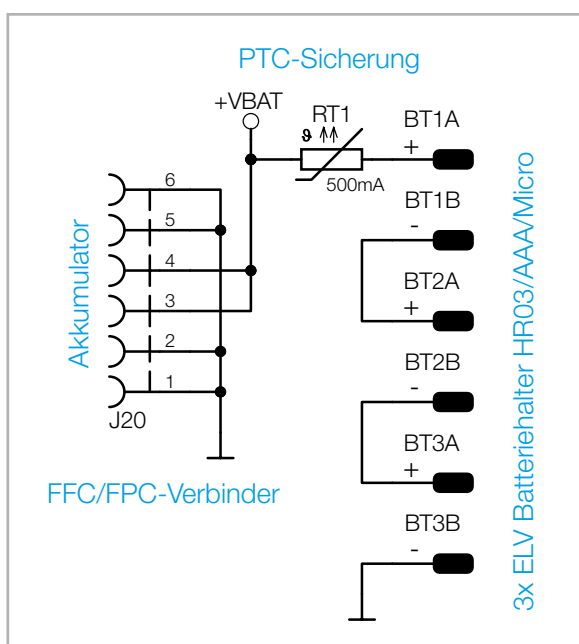 PTC-Sicherung
+VBAT
RT1
ϑ
500mA
BT1A
+
BT1B
-
BT2A
+
BT2B
-
BT3A
+
BT3B
-
6
5
4
3
2
1
J20
Akkumulator
FFC/FPC-Verbinder
3x ELV Batteriehalter HR03/AAA/Micro